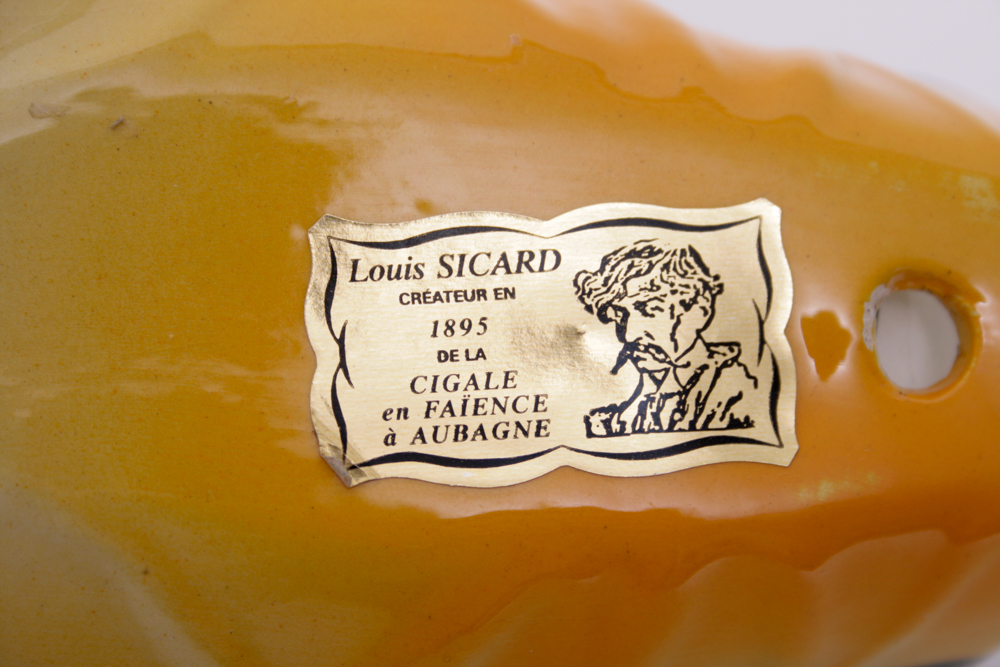 Louis SICARD
CRÉATEUR EN
1895
DE LA
CIGALE
en FAÏENCE
à AUBAGNE